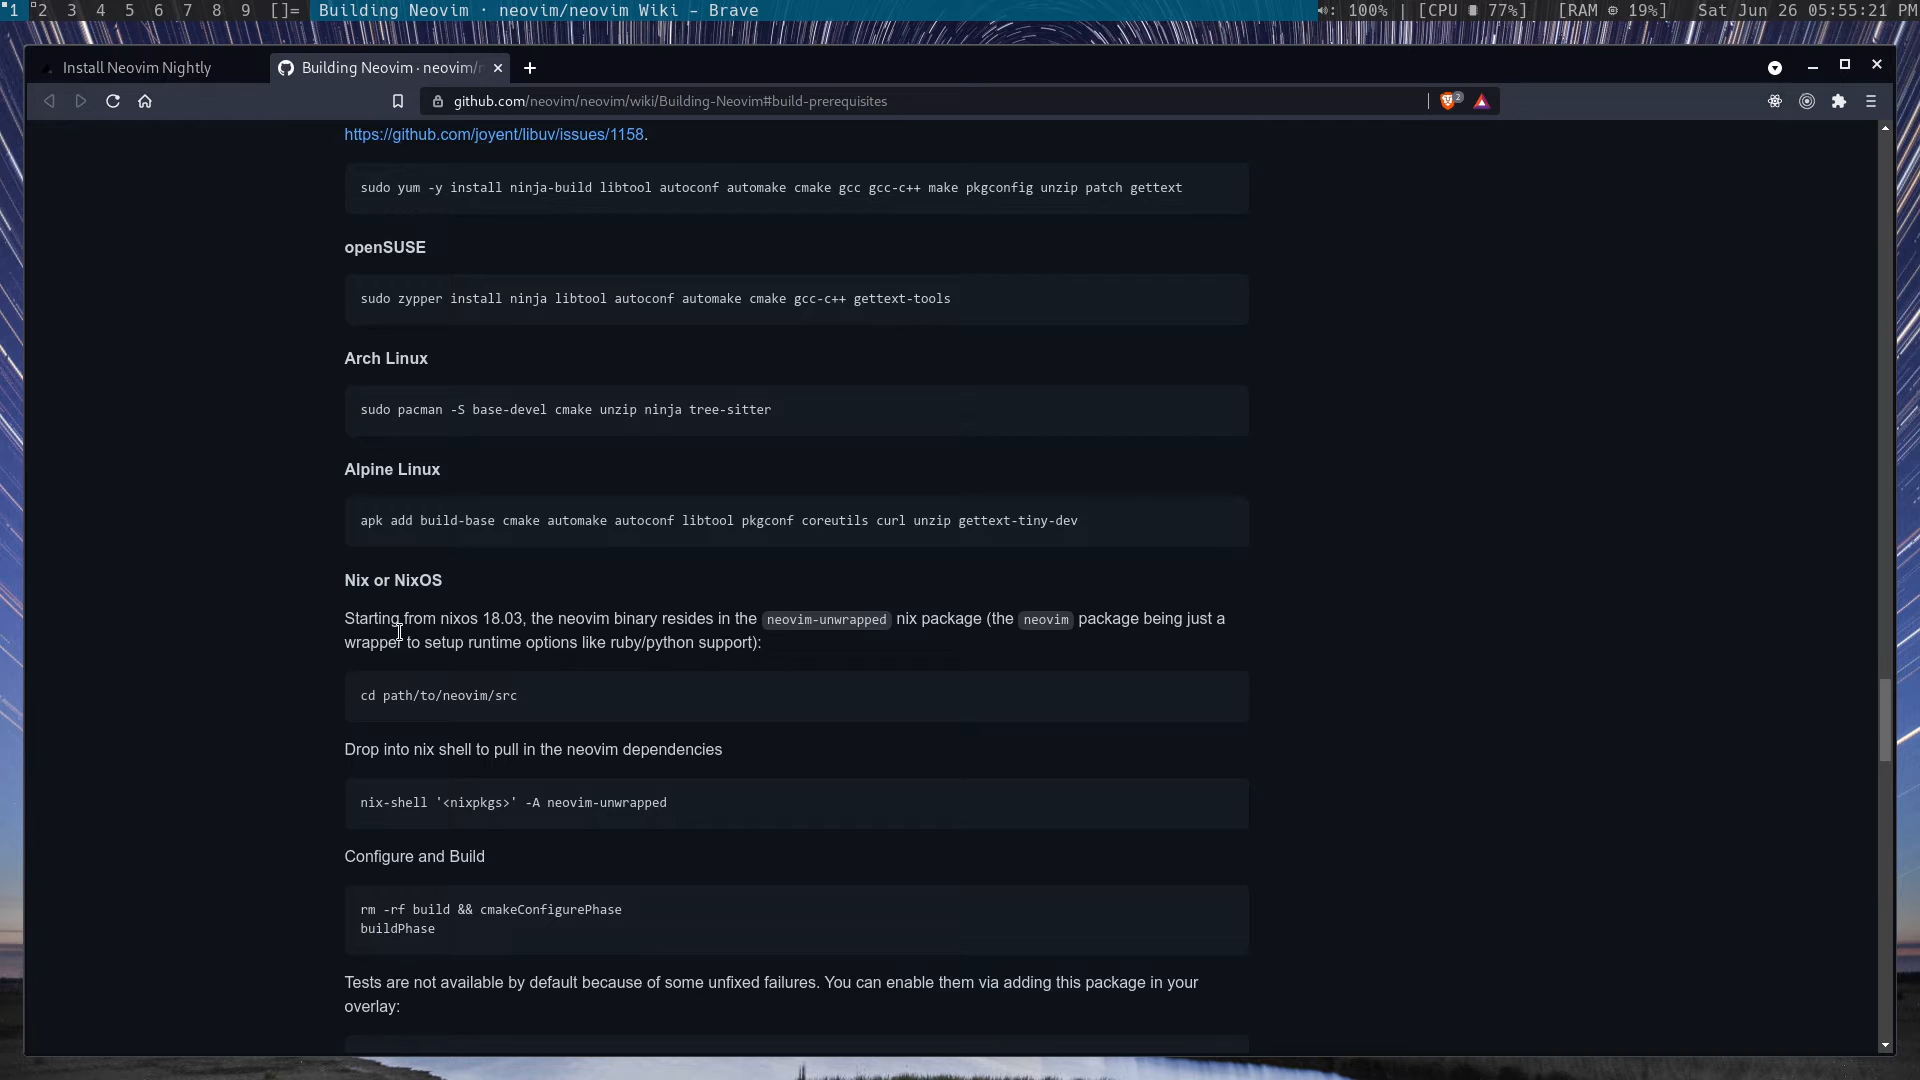 1 2 3 4 5 6 7 8 9 []= Building Neovim · neovim/neovim Wiki – Brave : 100% | [CPU 77%] [RAM 19%] Sat Jun 26 05:55:21 PM
Install Neovim Nightly
Building Neovim · neovim/n
github.com/neovim/neovim/wiki/Building-Neovim#build-prerequisites
2
https://github.com/joyent/libuv/issues/1158.
sudo yum -y install ninja-build libtool autoconf automake cmake gcc gcc-c++ make pkgconfig unzip patch gettext
openSUSE
sudo zypper install ninja libtool autoconf automake cmake gcc-c++ gettext-tools
Arch Linux
sudo pacman -S base-devel cmake unzip ninja tree-sitter
Alpine Linux
apk add build-base cmake automake autoconf libtool pkgconf coreutils curl unzip gettext-tiny-dev
Nix or NixOS
Starting from nixos 18.03, the neovim binary resides in the neovim-unwrapped nix package (the neovim package being just a
wrapper to setup runtime options like ruby/python support):
cd path/to/neovim/src
Drop into nix shell to pull in the neovim dependencies
nix-shell '<nixpkgs>' -A neovim-unwrapped
Configure and Build
rm -rf build && cmakeConfigurePhase
buildPhase
Tests are not available by default because of some unfixed failures. You can enable them via adding this package in your
overlay: